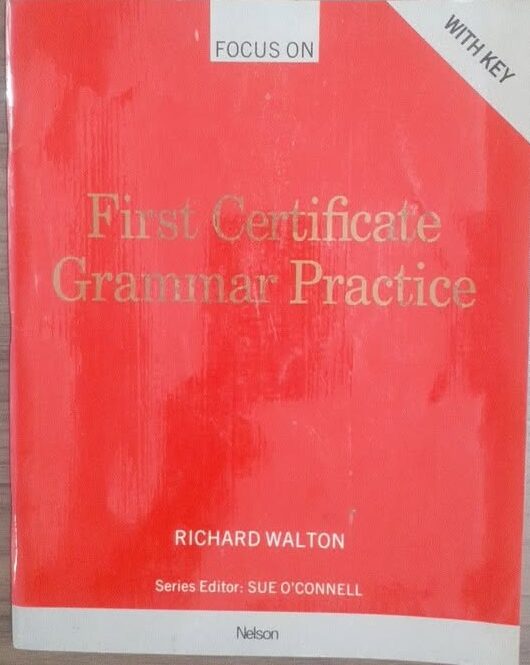 FOCUS ON
WITH KEY
First Certificate
Grammar Practice
RICHARD WALTON
Series Editor: SUE O'CONNELL
Nelson